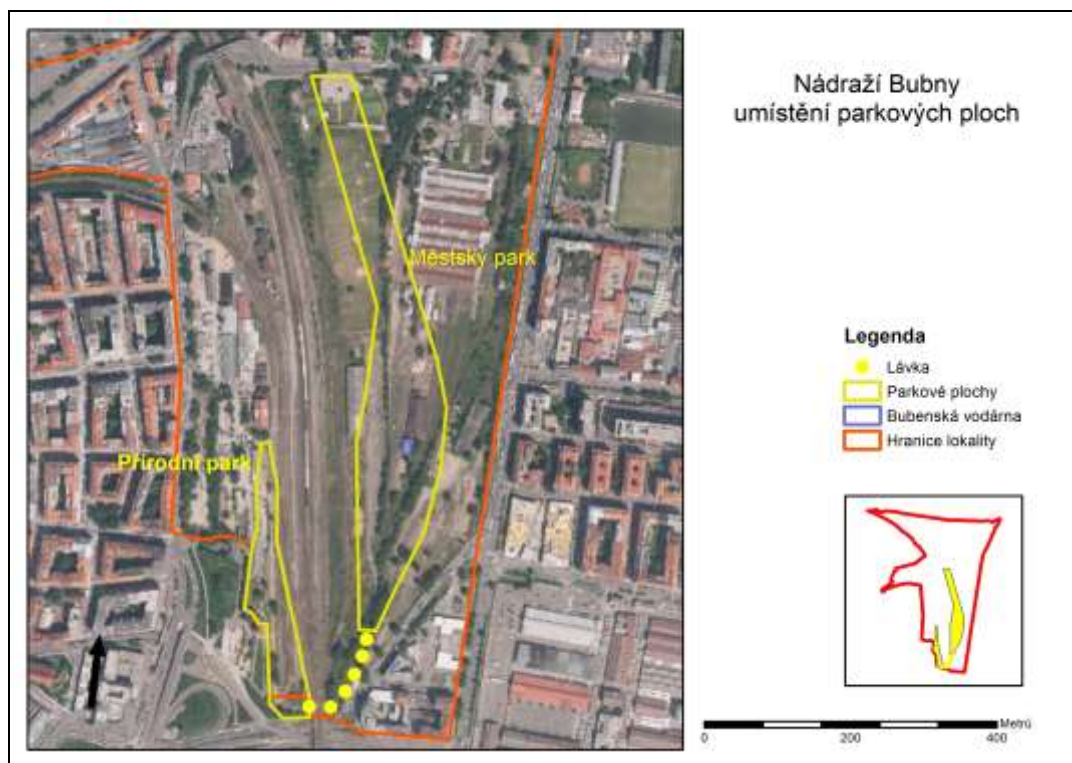 Nádraží Bubny
umístění parkových ploch
Městský park
Přírodní park
Legenda
Lávka
Parkové plochy
Bubenská vodárna
Hranice lokality
Metrů
0 200 400